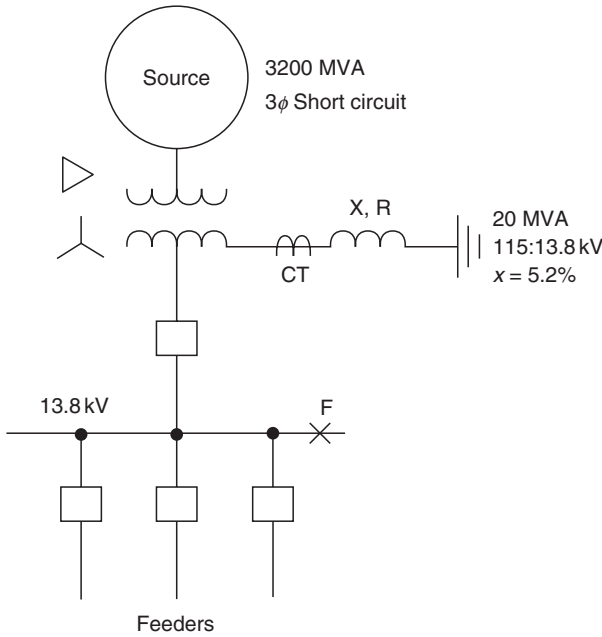 Source
3200 MVA
3ϕ Short circuit
X, R
CT
20 MVA
115:13.8 kV
x = 5.2%
13.8 kV
F
Feeders